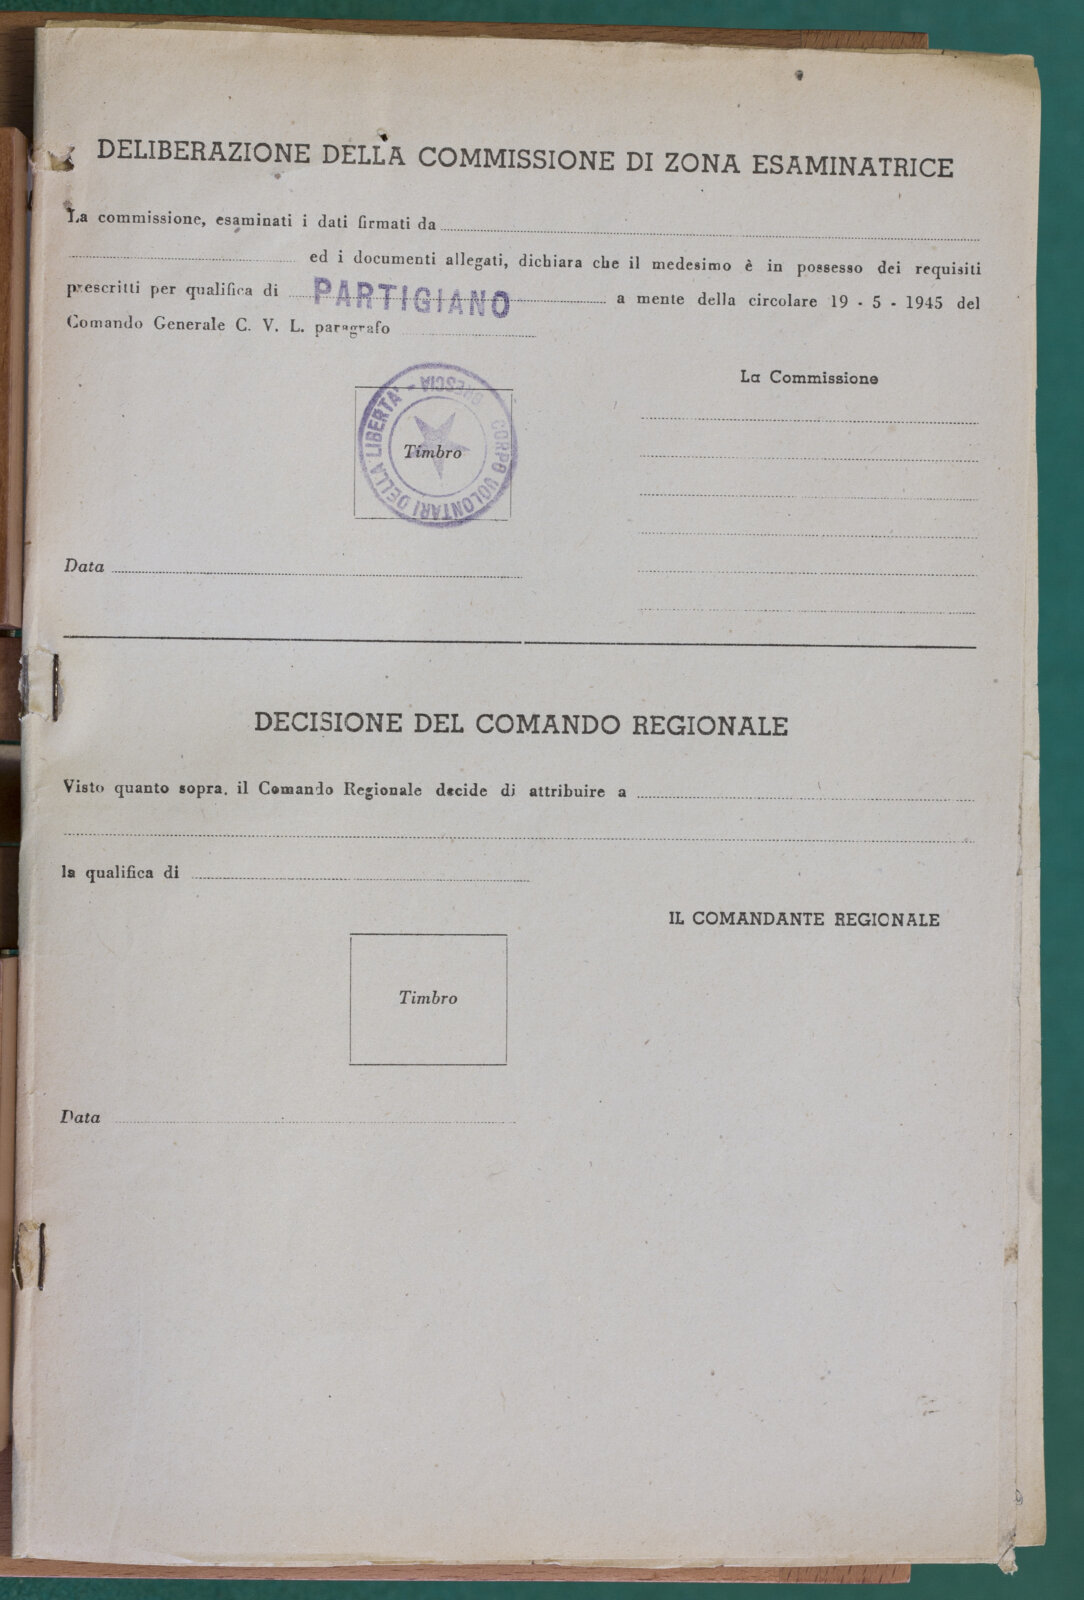 DELIBERAZIONE DELLA COMMISSIONE DI ZONA ESAMINATRICE
La commissione, esaminati i dati firmati da
ed i documenti allegati, dichiara che il medesimo è in possesso dei requisiti
prescritti per qualifica di PARTIGIANO a mente della circolare 19 - 5 - 1945 del
Comando Generale C. V. L. paragrafo
La Commissione
CORPO VOLONTARI DELLA LIBERTA' - BRESCIA
Timbro
Data
DECISIONE DEL COMANDO REGIONALE
Visto quanto sopra, il Comando Regionale decide di attribuire a
la qualifica di
IL COMANDANTE REGIONALE
Timbro
Data